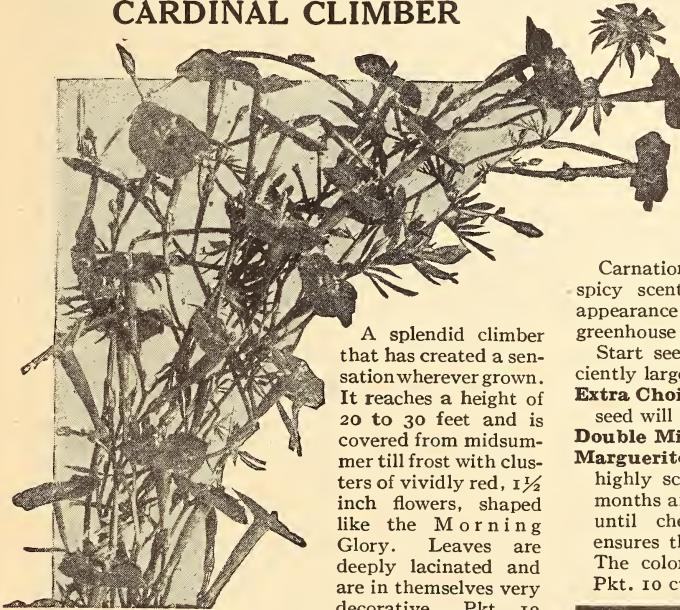 CARDINAL CLIMBER
A splendid climber
that has created a sen-
sation wherever grown.
It reaches a height of
20 to 30 feet and is
covered from midsum-
mer till frost with clus-
ters of vividly red, 1½
inch flowers, shaped
like the Morning
Glory. Leaves are
deeply lacinated and
are in themselves very
decorative. Pkt. 10
spicy scent
appearance
greenhouse
Start see
Extra Choi
seed will
Double Mi
Marguerite
highly sc
months a
until che
ensures th
The color
Pkt. 10 c